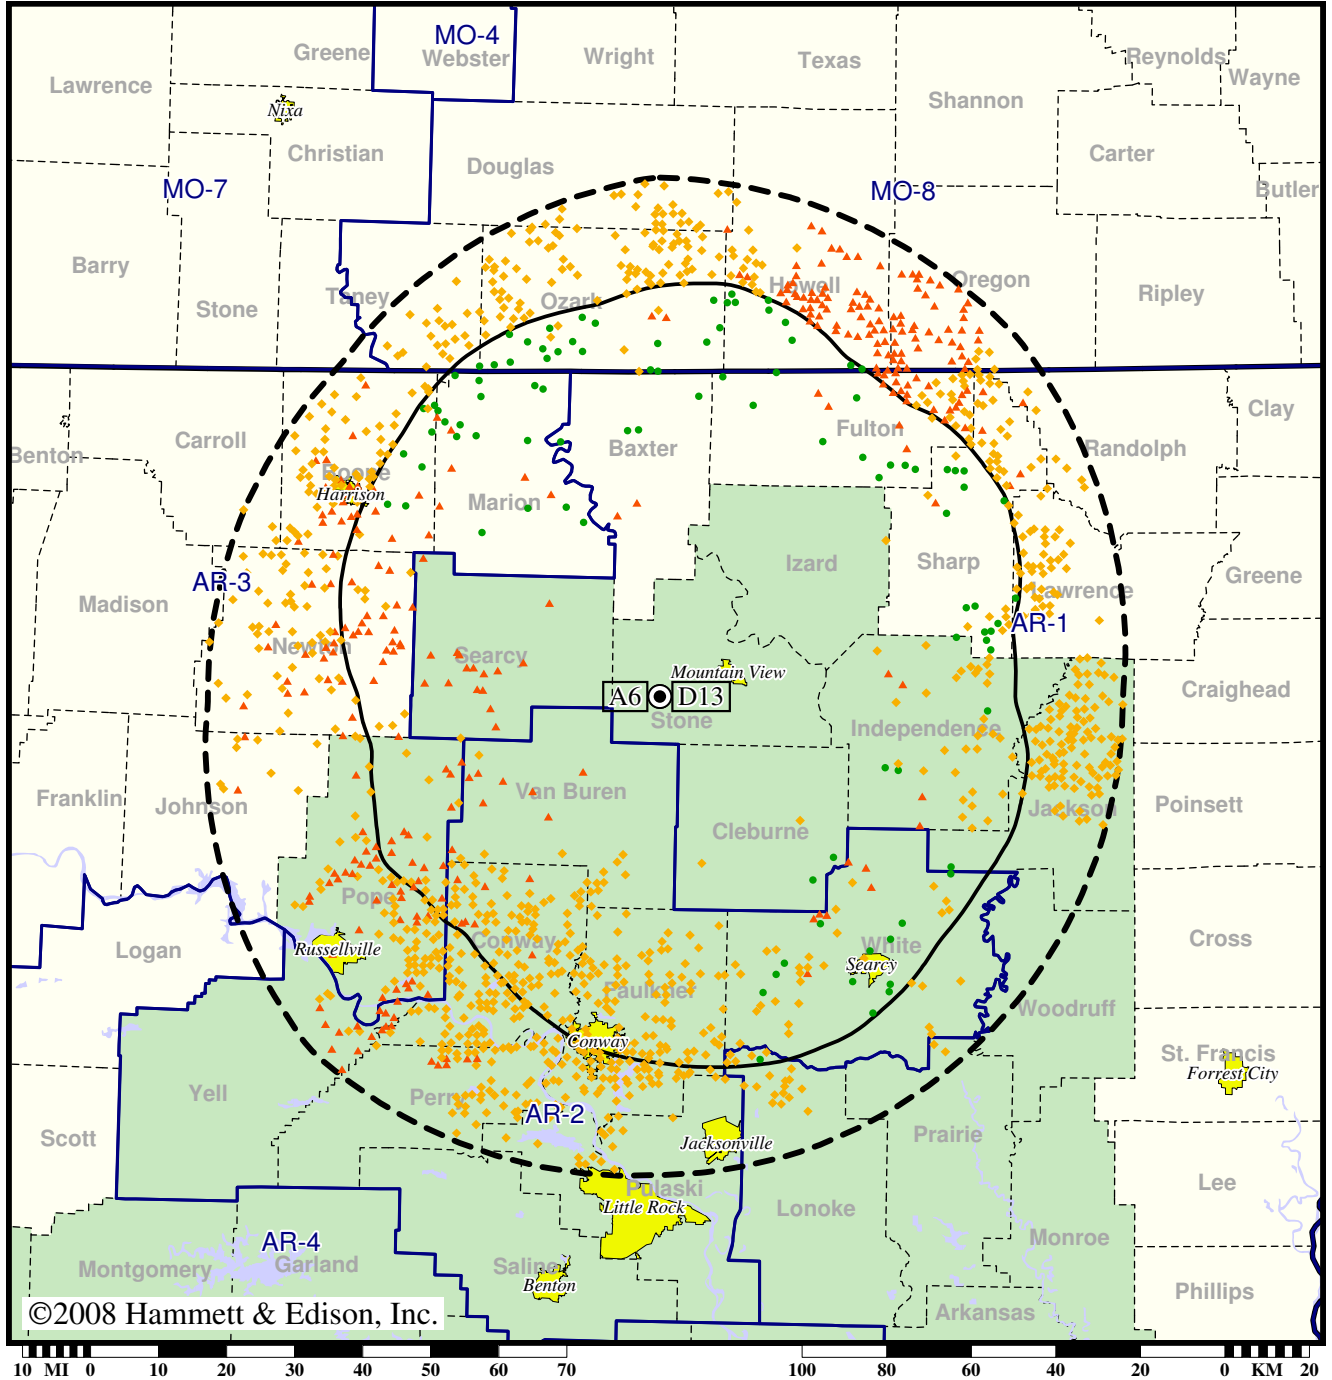 MO-4
Greene
Webster
Wright
Texas
Reynolds
Wayne
Lawrence
Nixa
Shannon
Christian
Douglas
Carter
MO-7
MO-8
Butler
Barry
Stone
Taney
Ozark
Howell
Oregon
Ripley
Clay
Carroll
Benton
Boone
Harrison
Baxter
Fulton
Randolph
Marion
Izard
Sharp
Greene
AR-3
Madison
Lawrence
AR-1
Newton
Searcy
Mountain View
A6 D13
Stone
Craighead
Independence
Franklin
Johnson
Van Buren
Cleburne
Jackson
Poinsett
Pope
Logan
Russellville
Conway
White
Searcy
Cross
Faulkner
Woodruff
Conway
St. Francis
Forrest City
Yell
Perry
AR-2
Scott
Jacksonville
Prairie
Pulaski
Little Rock
Lonoke
Lee
AR-4
Montgomery
Garland
Saline
Benton
Monroe
Phillips
Arkansas
©2008 Hammett & Edison, Inc.
10 MI 0 10 20 30 40 50 60 70 100 80 60 40 20 0 KM 20